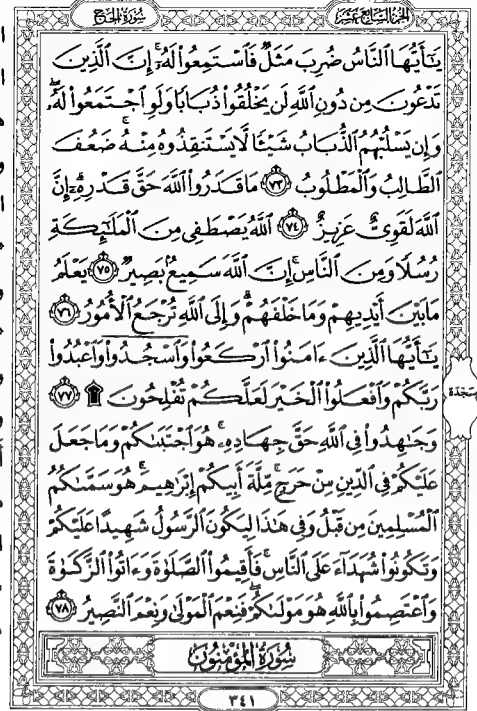 الجزء السابع عشر
سورة الحج
يَـٰٓأَيُّهَا ٱلنَّاسُ ضُرِبَ مَثَلٌ فَٱسْتَمِعُوا۟ لَهُۥٓ ۚ إِنَّ ٱلَّذِينَ
تَدْعُونَ مِن دُونِ ٱللَّهِ لَن يَخْلُقُوا۟ ذُبَابًا وَلَوِ ٱجْتَمَعُوا۟ لَهُۥ ۖ
وَإِن يَسْلُبْهُمُ ٱلذُّبَابُ شَيْـًٔا لَّا يَسْتَنقِذُوهُ مِنْهُ ۚ ضَعُفَ
ٱلطَّالِبُ وَٱلْمَطْلُوبُ ٧٣ مَا قَدَرُوا۟ ٱللَّهَ حَقَّ قَدْرِهِۦٓ ۗ إِنَّ
ٱللَّهَ لَقَوِىٌّ عَزِيزٌ ٧٤ ٱللَّهُ يَصْطَفِى مِنَ ٱلْمَلَـٰٓئِكَةِ
رُسُلًا وَمِنَ ٱلنَّاسِ ۚ إِنَّ ٱللَّهَ سَمِيعٌۢ بَصِيرٌ ٧٥ يَعْلَمُ
مَا بَيْنَ أَيْدِيهِمْ وَمَا خَلْفَهُمْ ۗ وَإِلَى ٱللَّهِ تُرْجَعُ ٱلْأُمُورُ ٧٦
يَـٰٓأَيُّهَا ٱلَّذِينَ ءَامَنُوا۟ ٱرْكَعُوا۟ وَٱسْجُدُوا۟ وَٱعْبُدُوا۟
رَبَّكُمْ وَٱفْعَلُوا۟ ٱلْخَيْرَ لَعَلَّكُمْ تُفْلِحُونَ ۩ ٧٧
سجدة
وَجَـٰهِدُوا۟ فِى ٱللَّهِ حَقَّ جِهَادِهِۦ ۚ هُوَ ٱجْتَبَىٰكُمْ وَمَا جَعَلَ
عَلَيْكُمْ فِى ٱلدِّينِ مِنْ حَرَجٍ ۚ مِّلَّةَ أَبِيكُمْ إِبْرَٰهِيمَ ۚ هُوَ سَمَّىٰكُمُ
ٱلْمُسْلِمِينَ مِن قَبْلُ وَفِى هَـٰذَا لِيَكُونَ ٱلرَّسُولُ شَهِيدًا عَلَيْكُمْ
وَتَكُونُوا۟ شُهَدَآءَ عَلَى ٱلنَّاسِ ۚ فَأَقِيمُوا۟ ٱلصَّلَوٰةَ وَءَاتُوا۟ ٱلزَّكَوٰةَ
وَٱعْتَصِمُوا۟ بِٱللَّهِ هُوَ مَوْلَىٰكُمْ ۖ فَنِعْمَ ٱلْمَوْلَىٰ وَنِعْمَ ٱلنَّصِيرُ ٧٨
سورة المؤمنون
٣٤١